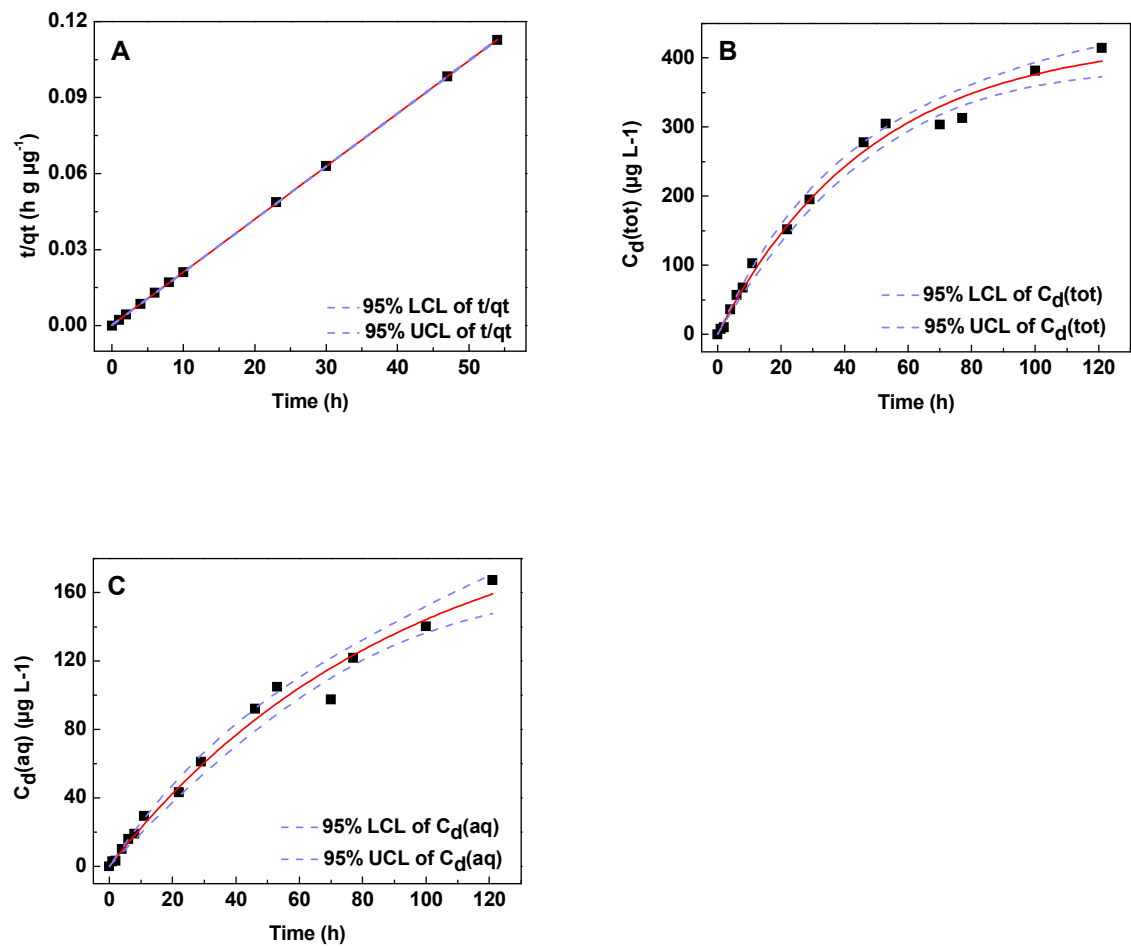 A
0.12
0.09
0.06
0.03
0.00
t/qt (h g µg⁻¹)
95% LCL of t/qt
95% UCL of t/qt
0 10 20 30 40 50
Time (h)
B
400
300
200
100
0
Cd(tot) (µg L-1)
95% LCL of Cd(tot)
95% UCL of Cd(tot)
0 20 40 60 80 100 120
Time (h)
C
160
120
80
40
0
Cd(aq) (µg L-1)
95% LCL of Cd(aq)
95% UCL of Cd(aq)
0 20 40 60 80 100 120
Time (h)